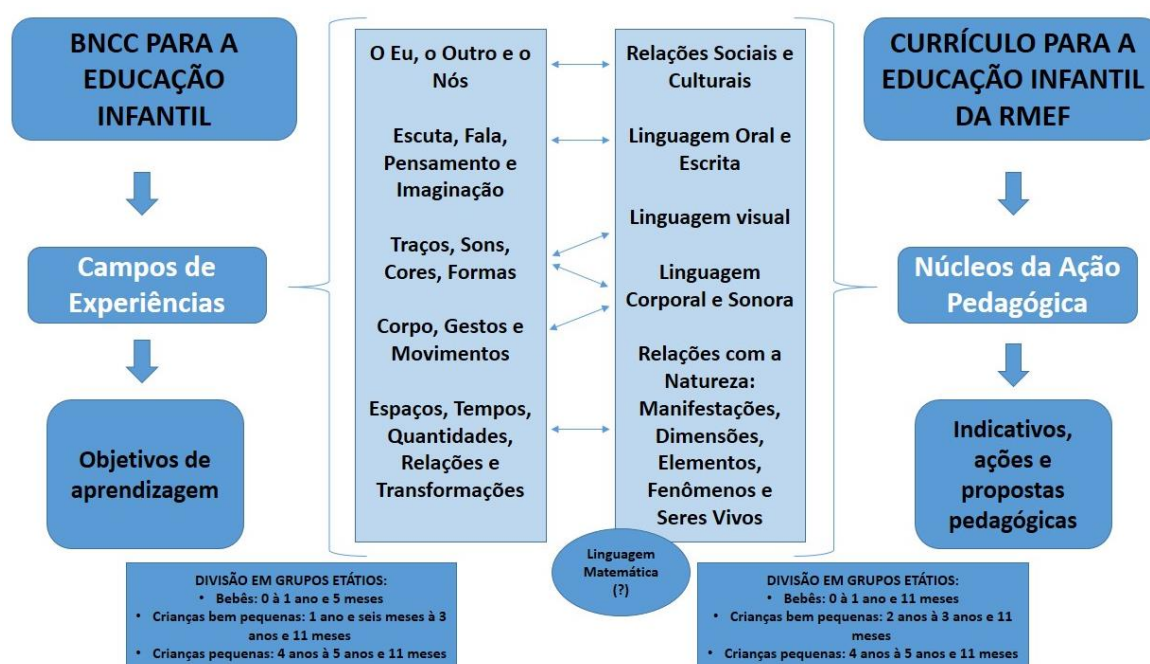 BNCC PARA A
EDUCAÇÃO
INFANTIL
Campos de
Experiências
Objetivos de
aprendizagem
O Eu, o Outro e o
Nós
Escuta, Fala,
Pensamento e
Imaginação
Traços, Sons,
Cores, Formas
Corpo, Gestos e
Movimentos
Espaços, Tempos,
Quantidades,
Relações e
Transformações
Relações Sociais e
Culturais
Linguagem Oral e
Escrita
Linguagem visual
Linguagem
Corporal e Sonora
Relações com a
Natureza:
Manifestações,
Dimensões,
Elementos,
Fenômenos e
Seres Vivos
Linguagem
Matemática
(?)
CURRÍCULO PARA A
EDUCAÇÃO INFANTIL
DA RMEF
Núcleos da Ação
Pedagógica
Indicativos,
ações e
propostas
pedagógicas
DIVISÃO EM GRUPOS ETÁTIOS:
• Bebês: 0 à 1 ano e 5 meses
• Crianças bem pequenas: 1 ano e seis meses à 3
anos e 11 meses
• Crianças pequenas: 4 anos à 5 anos e 11 meses
DIVISÃO EM GRUPOS ETÁTIOS:
• Bebês: 0 à 1 ano e 11 meses
• Crianças bem pequenas: 2 anos à 3 anos e 11
meses
• Crianças pequenas: 4 anos à 5 anos e 11 meses